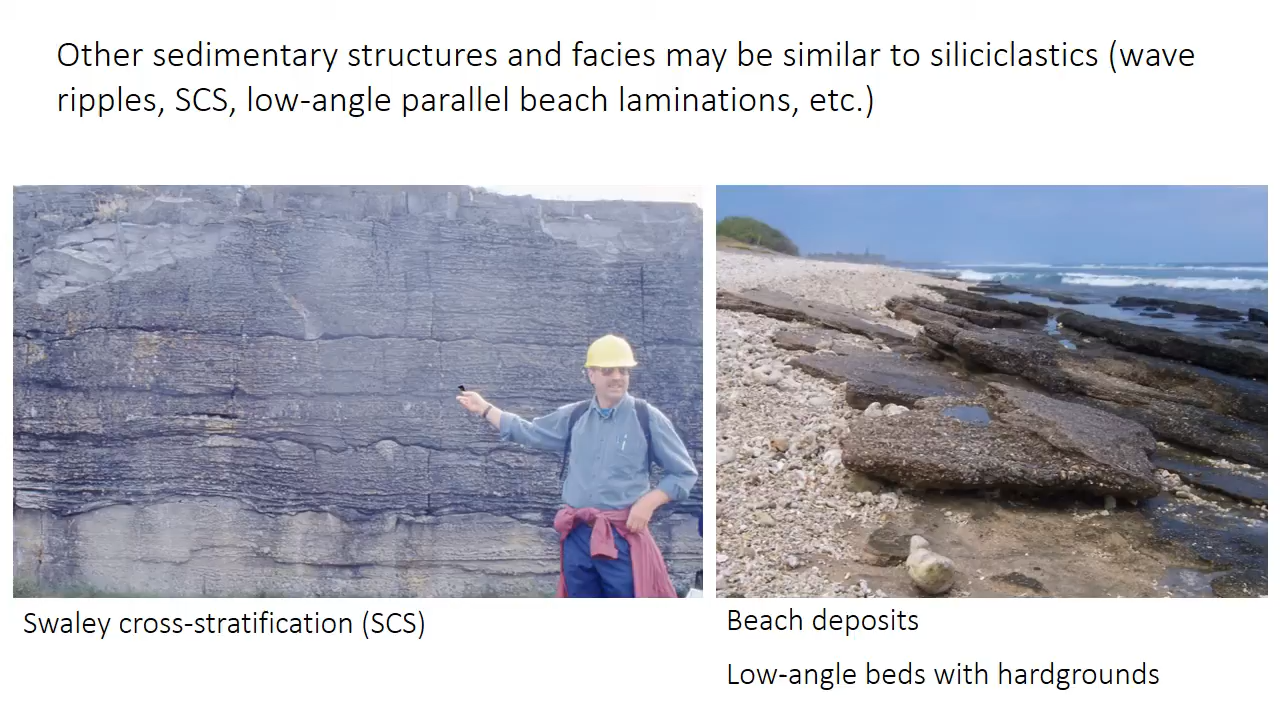 Other sedimentary structures and facies may be similar to siliciclastics (wave
ripples, SCS, low-angle parallel beach laminations, etc.)
Swaley cross-stratification (SCS)
Beach deposits
Low-angle beds with hardgrounds